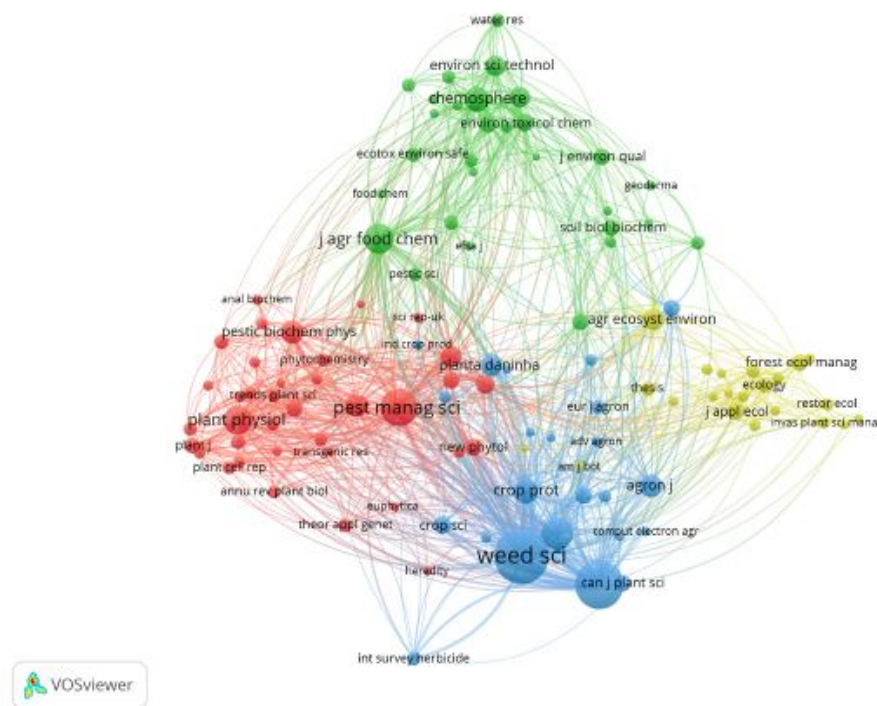 water res
environ sci technol
chemosphere
environ toxicol chem
ecotox environ safe
j environ qual
food chem
geoderma
soil biol biochem
j agr food chem
efsa j
pestic sci
anal biochem
sci rep-uk
agr ecosyst environ
pestic biochem phys
ind crop prod
phytochemistry
planta daninha
forest ecol manag
ecology
trends plant sci
thesis
restor ecol
pest manag sci
eur j agron
j appl ecol
plant physiol
invas plant sci mana
plant j
transgenic res
new phytol
adv agron
plant cell rep
am j bot
annu rev plant biol
crop prot
agron j
euphytica
theor appl genet
crop sci
comput electron agr
weed sci
heredity
can j plant sci
int survey herbicide
VOSviewer